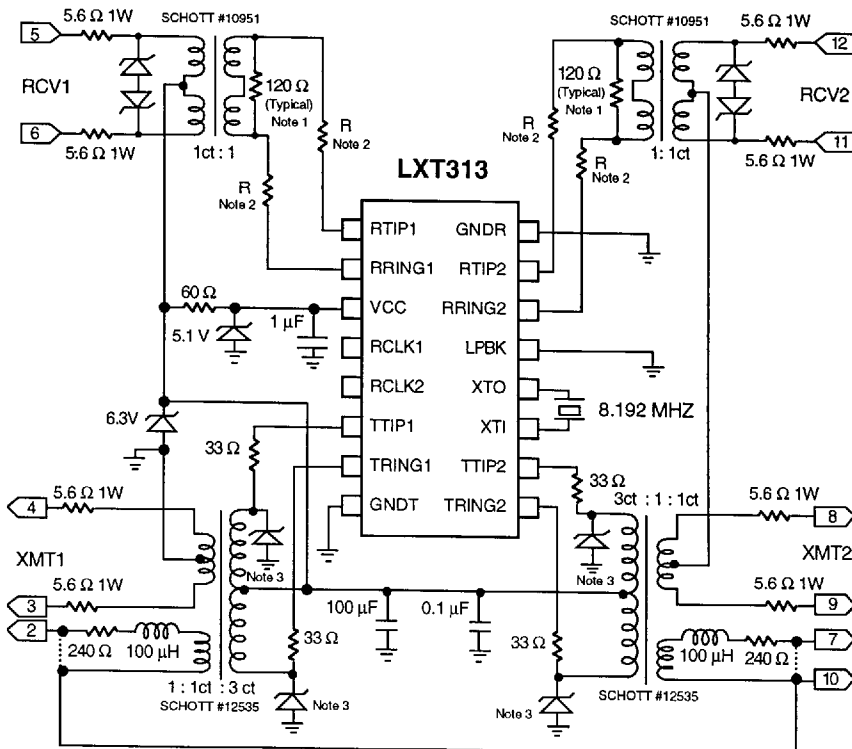 SCHOTT #10951
SCHOTT #10951
5
5.6 Ω 1W
5.6 Ω 1W
12
RCV1
120 Ω
(Typical)
Note 1
120 Ω
(Typical)
Note 1
RCV2
6
5:6 Ω 1W
1ct : 1
R
Note 2
R
Note 2
1: 1ct
5.6 Ω 1W
11
R
Note 2
R
Note 2
LXT313
RTIP1
GNDR
RRING1
RTIP2
60 Ω
VCC
RRING2
5.1 V
1 µF
RCLK1
LPBK
RCLK2
XTO
8.192 MHZ
6.3V
TTIP1
XTI
33 Ω
TRING1
TTIP2
33 Ω
GNDT
TRING2
3ct : 1 : 1ct
4
5.6 Ω 1W
5.6 Ω 1W
8
XMT1
Note 3
Note 3
XMT2
3
5.6 Ω 1W
5.6 Ω 1W
9
100 µF
0.1 µF
2
240 Ω
100 µH
33 Ω
33 Ω
100 µH
240 Ω
7
10
1 : 1ct : 3 ct
SCHOTT #12535
Note 3
Note 3
SCHOTT #12535